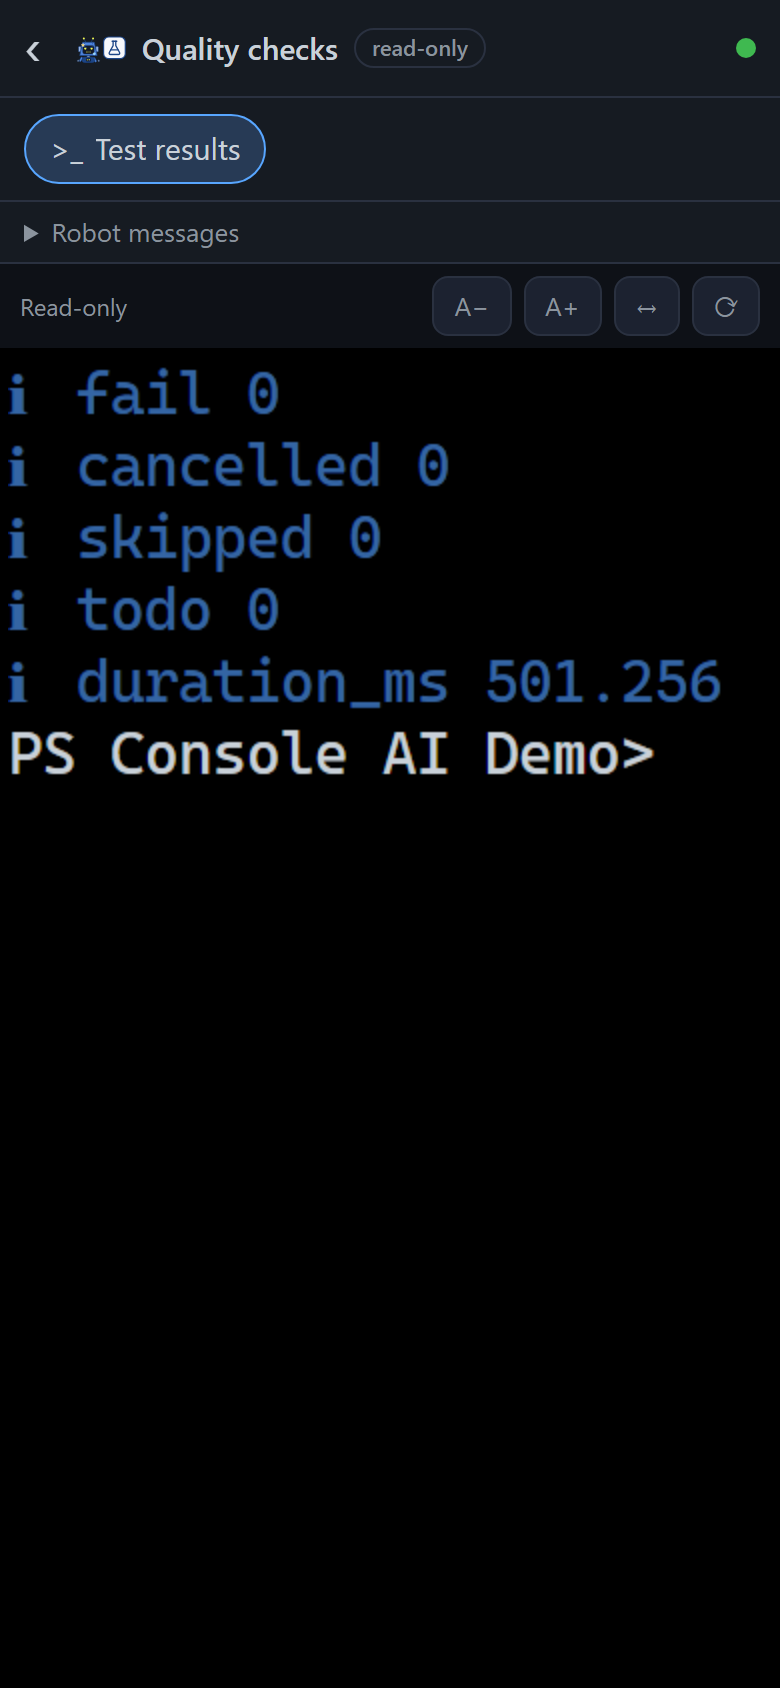 Quality checks read-only
>_ Test results
▶ Robot messages
Read-only A− A+ ↔ ⟳
ℹ fail 0
ℹ cancelled 0
ℹ skipped 0
ℹ todo 0
ℹ duration_ms 501.256
PS Console AI Demo>